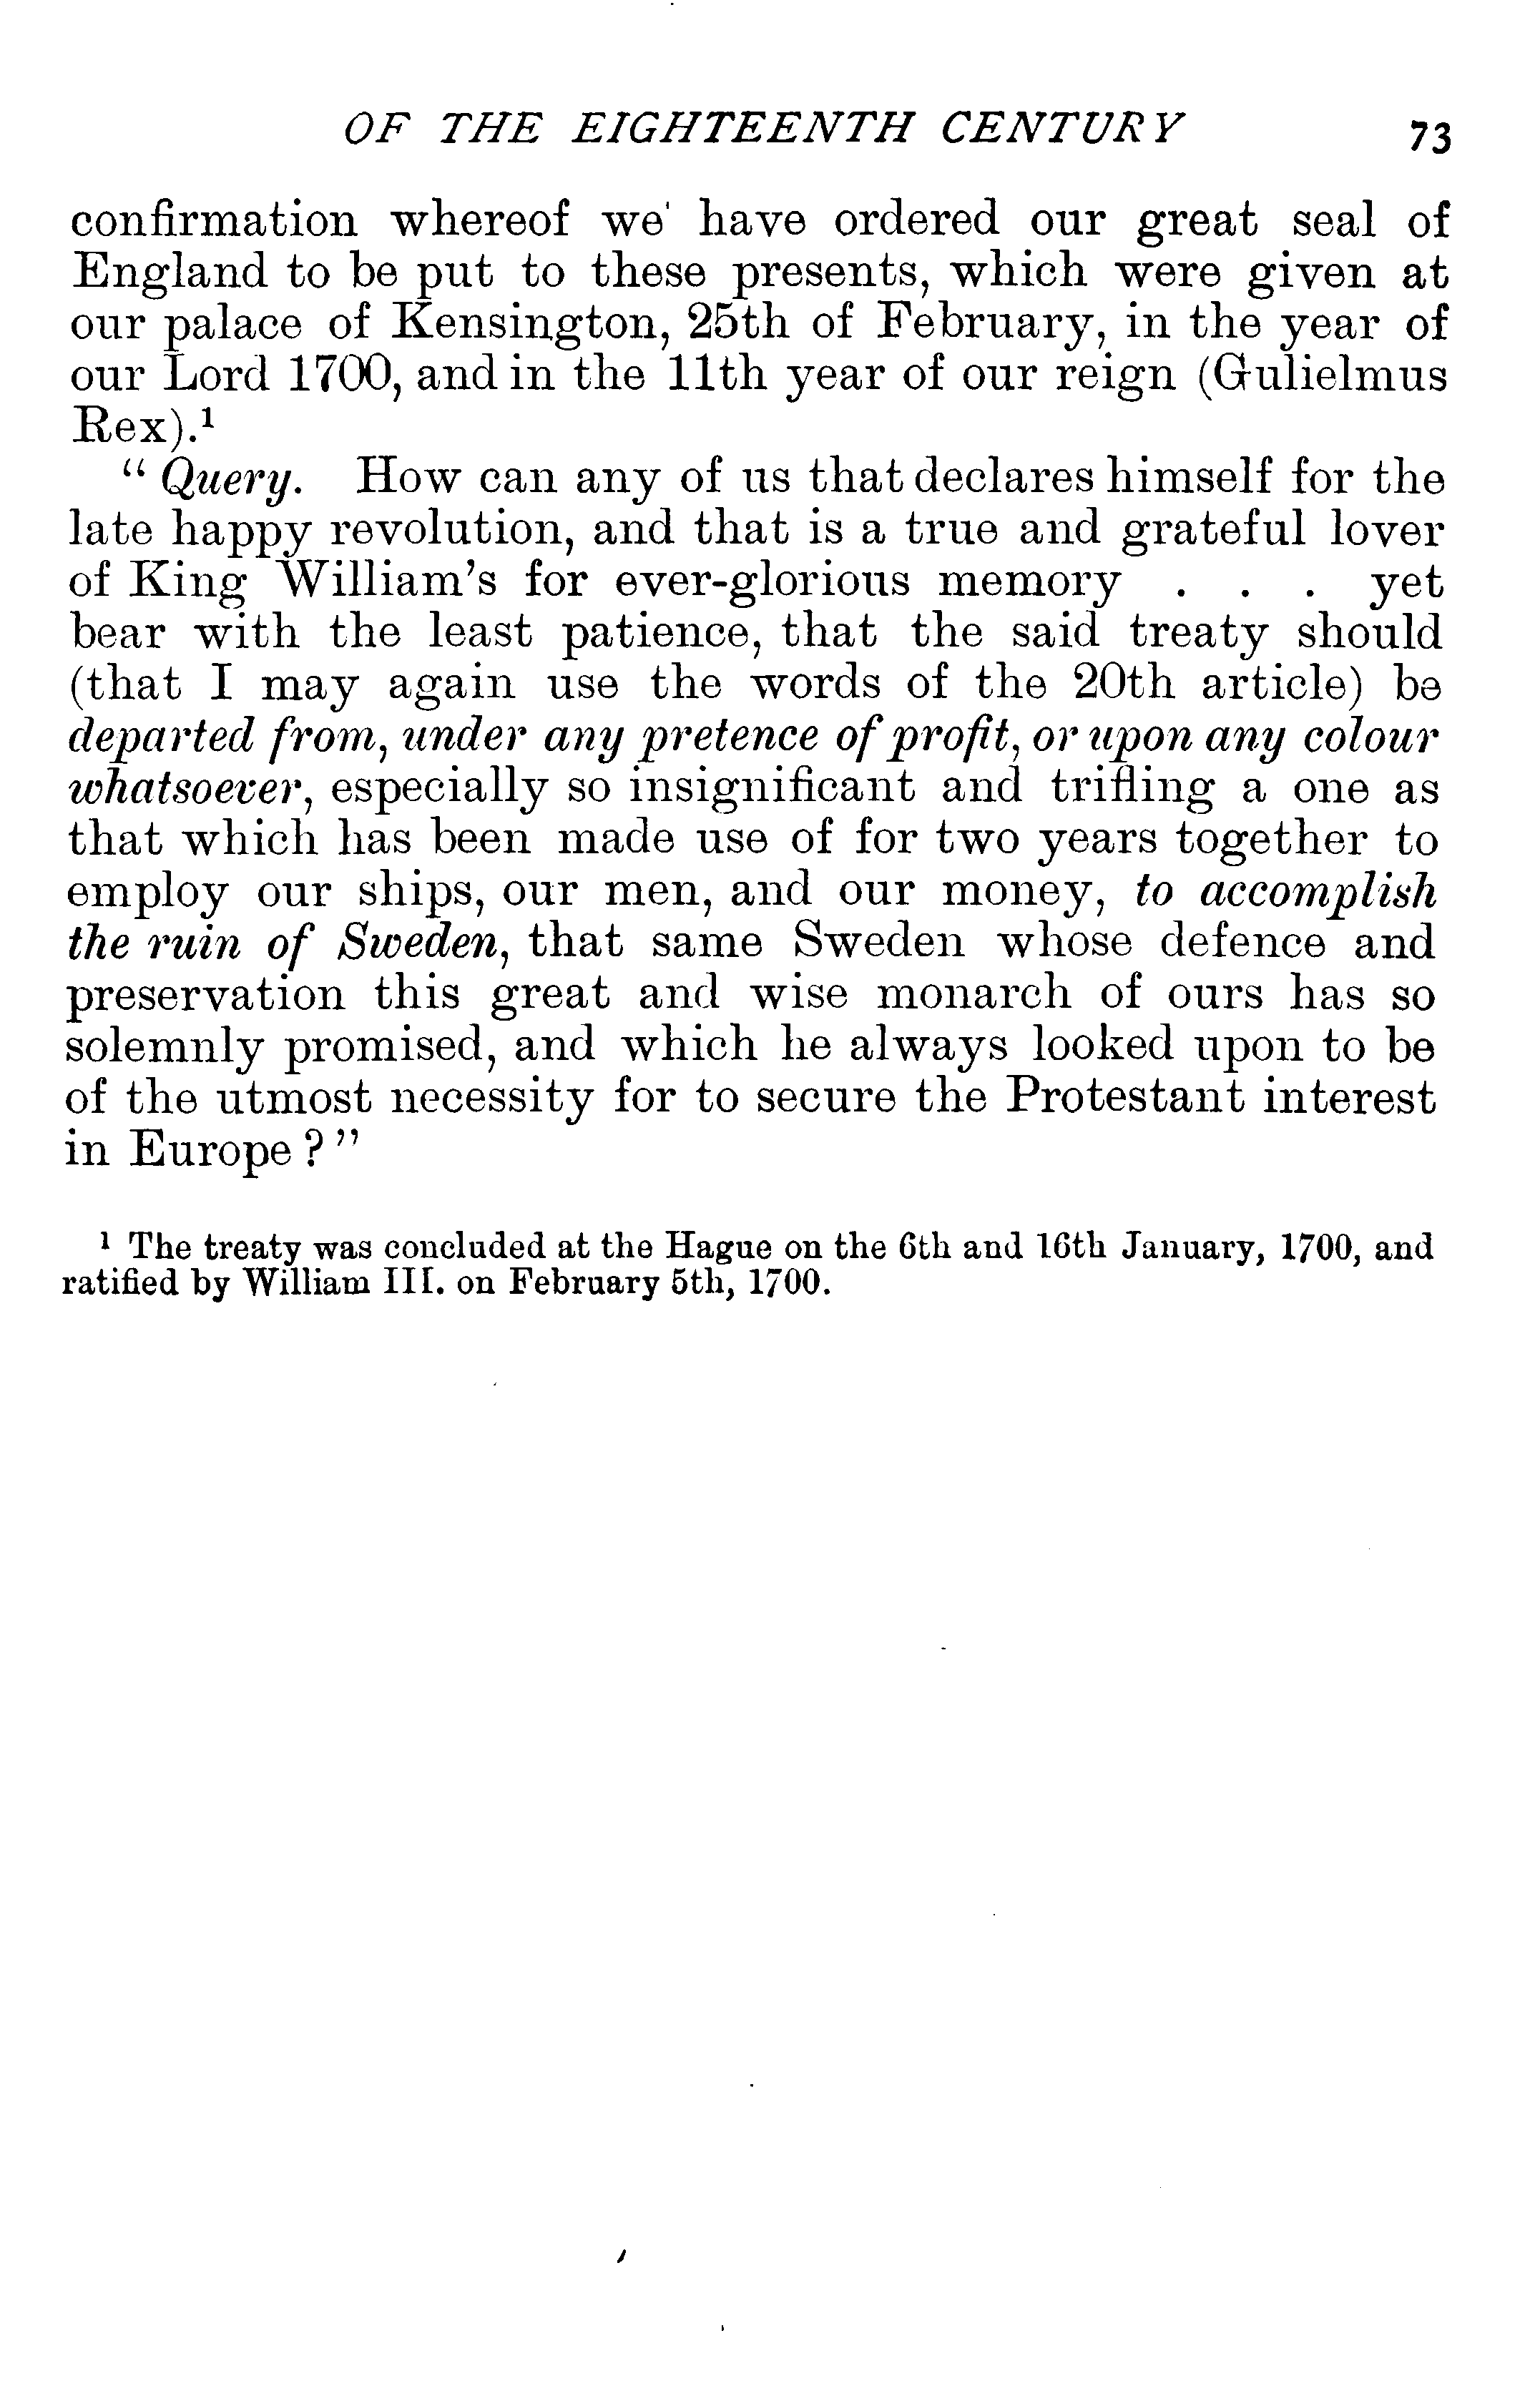 OF THE EIGHTEENTH CENTURY 73
confirmation whereof we have ordered our great seal of
England to be put to these presents, which were given at
our palace of Kensington, 25th of February, in the year of
our Lord 1700, and in the 11th year of our reign (Gulielmus
Rex).¹
“ Query. How can any of us that declares himself for the
late happy revolution, and that is a true and grateful lover
of King William’s for ever-glorious memory . . . yet
bear with the least patience, that the said treaty should
(that I may again use the words of the 20th article) be
departed from, under any pretence of profit, or upon any colour
whatsoever, especially so insignificant and trifling a one as
that which has been made use of for two years together to
employ our ships, our men, and our money, to accomplish
the ruin of Sweden, that same Sweden whose defence and
preservation this great and wise monarch of ours has so
solemnly promised, and which he always looked upon to be
of the utmost necessity for to secure the Protestant interest
in Europe ? ”
¹ The treaty was concluded at the Hague on the 6th and 16th January, 1700, and
ratified by William III. on February 5th, 1700.